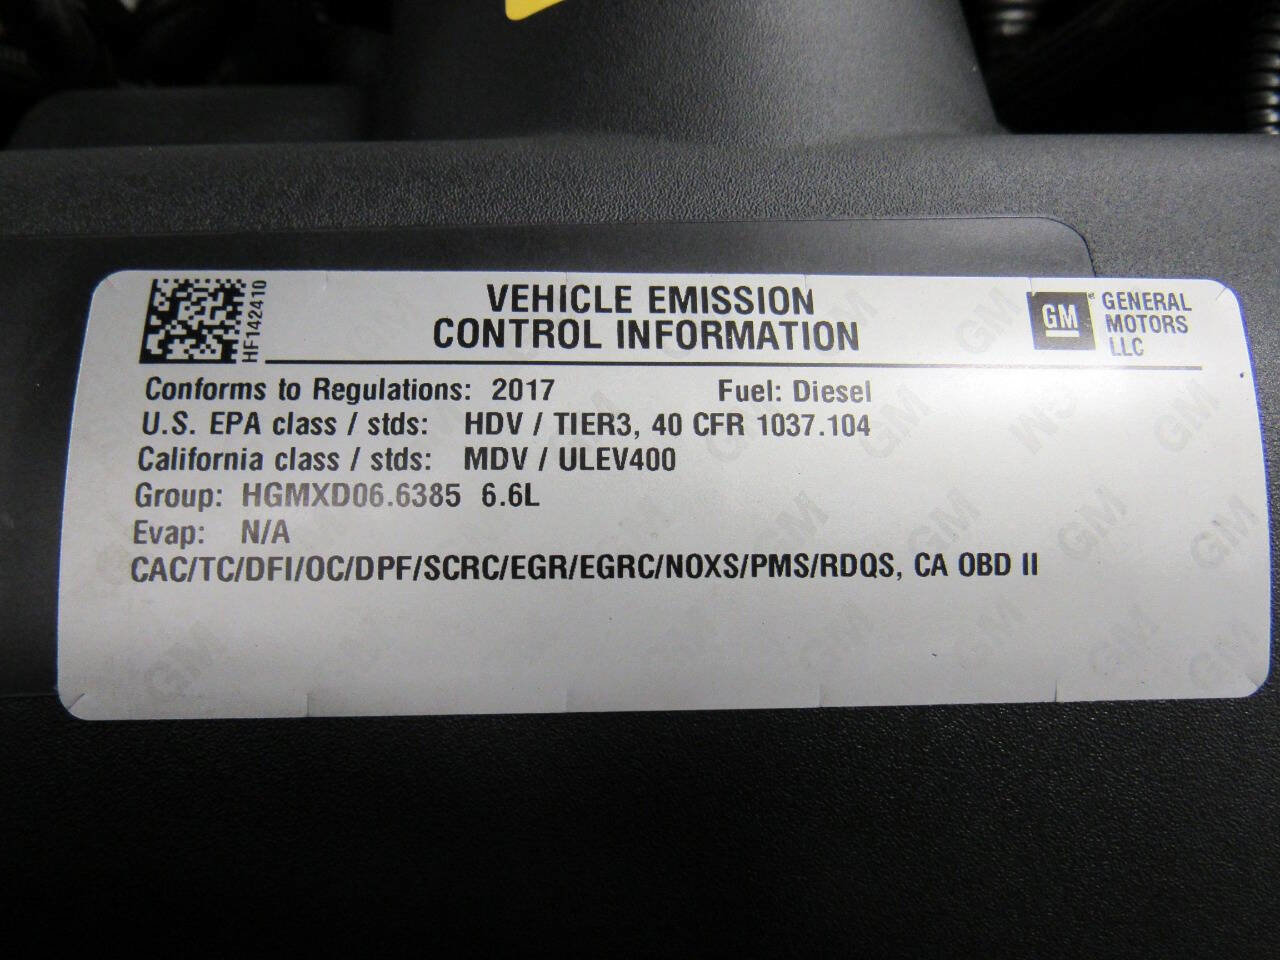 VEHICLE EMISSION
CONTROL INFORMATION
HF142410
GM
GENERAL
MOTORS
LLC
Conforms to Regulations: 2017 Fuel: Diesel
U.S. EPA class / stds: HDV / TIER3, 40 CFR 1037.104
California class / stds: MDV / ULEV400
Group: HGMXD06.6385 6.6L
Evap: N/A
CAC/TC/DFI/OC/DPF/SCRC/EGR/EGRC/NOXS/PMS/RDQS, CA OBD II